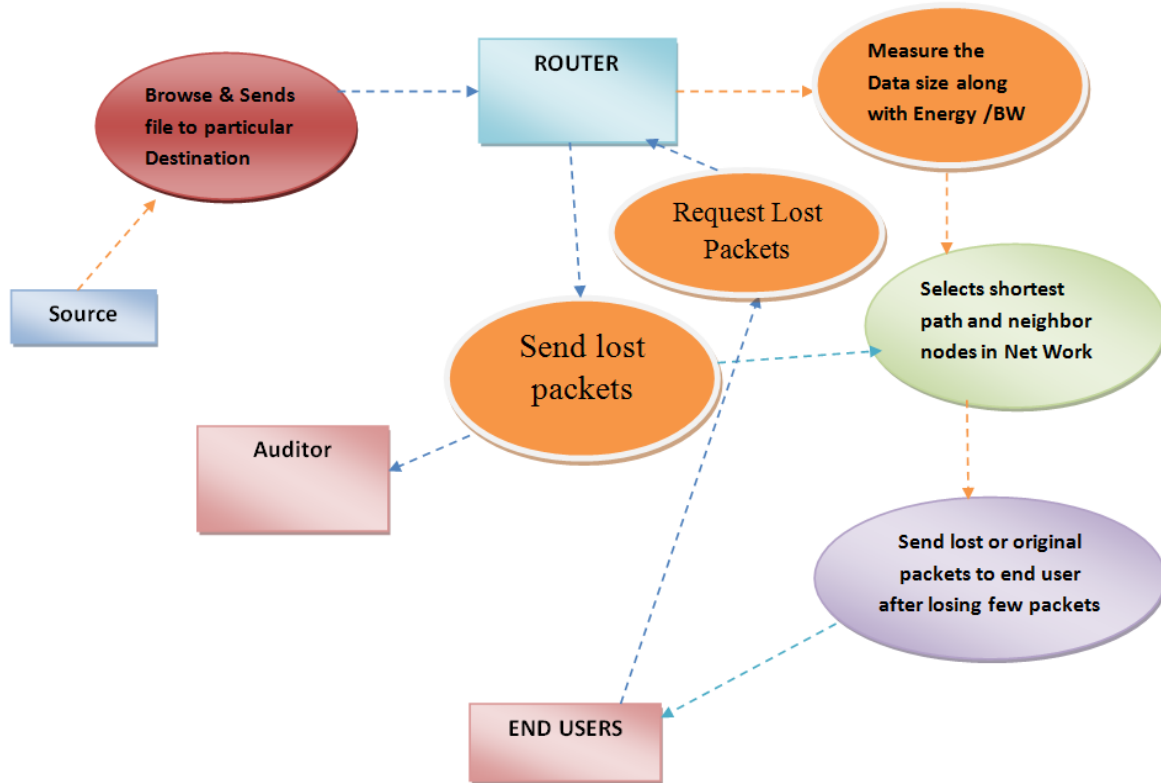 ROUTER
Measure the
Data size along
with Energy /BW
Browse & Sends
file to particular
Destination
Request Lost
Packets
Source
Selects shortest
path and neighbor
nodes in Net Work
Send lost
packets
Auditor
Send lost or original
packets to end user
after losing few packets
END USERS